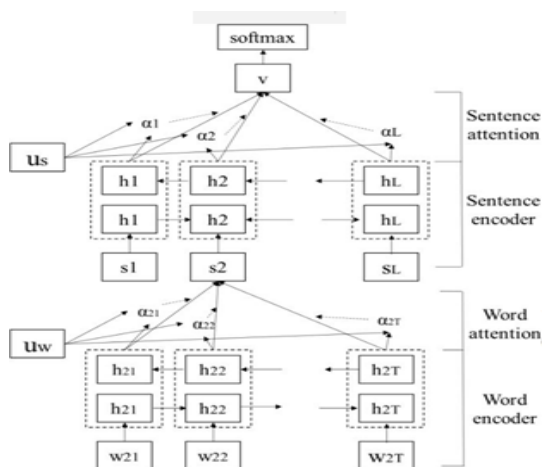 softmax
v
α1 α2 αL
Sentence
attention
us
h1 h2 hL
h1 h2 hL
Sentence
encoder
s1 s2 sL
α21 α22 α2T
Word
attention
uw
h21 h22 h2T
h21 h22 h2T
Word
encoder
w21 w22 w2T